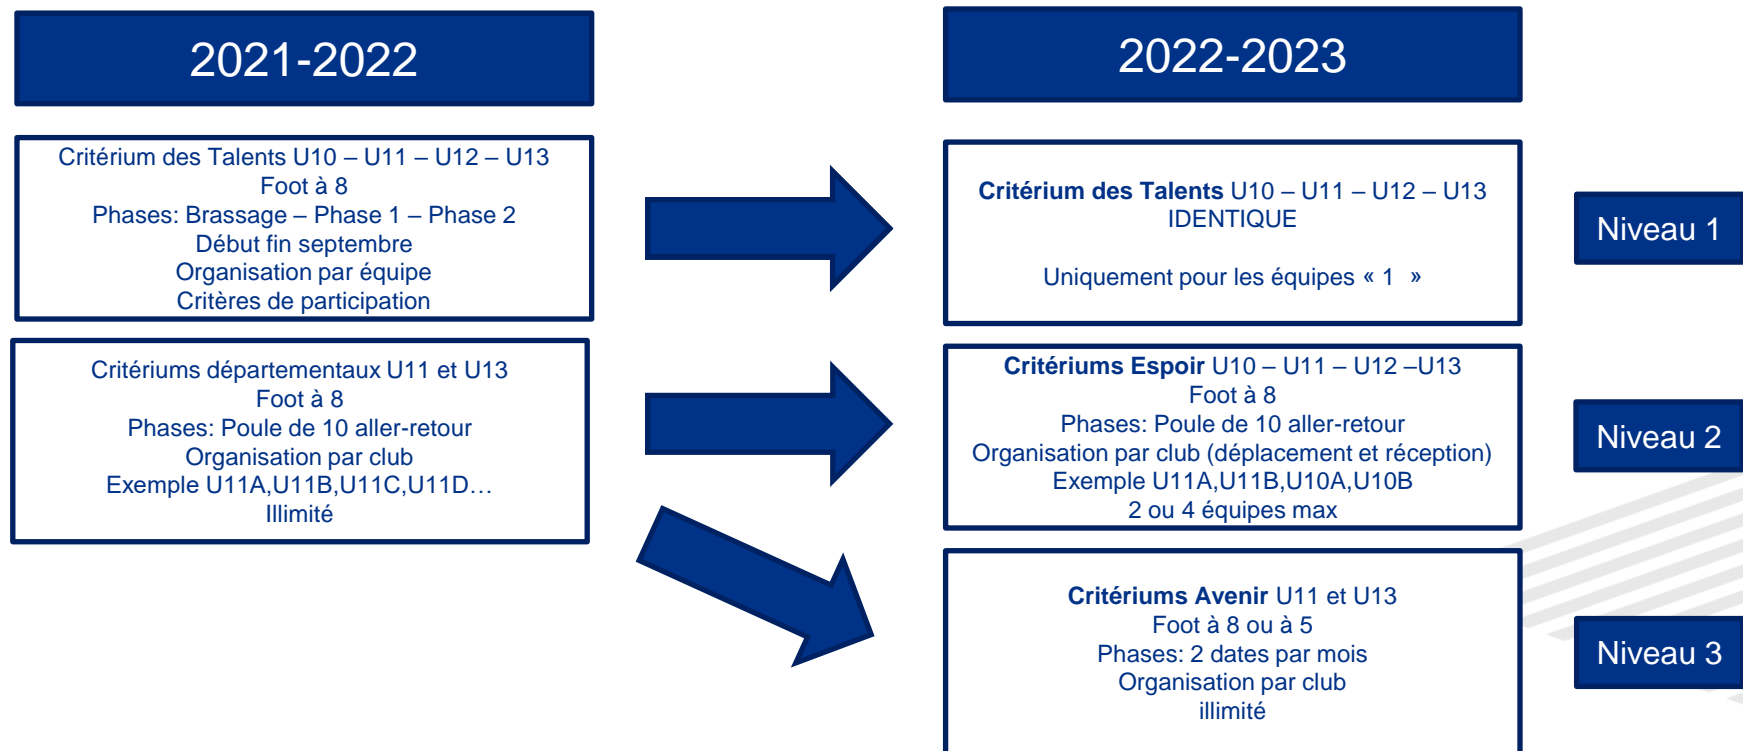 2021-2022
Critérium des Talents U10 – U11 – U12 – U13
Foot à 8
Phases: Brassage – Phase 1 – Phase 2
Début fin septembre
Organisation par équipe
Critères de participation
Critériums départementaux U11 et U13
Foot à 8
Phases: Poule de 10 aller-retour
Organisation par club
Exemple U11A,U11B,U11C,U11D…
Illimité
2022-2023
Critérium des Talents U10 – U11 – U12 – U13
IDENTIQUE
Uniquement pour les équipes « 1 »
Niveau 1
Critériums Espoir U10 – U11 – U12 –U13
Foot à 8
Phases: Poule de 10 aller-retour
Organisation par club (déplacement et réception)
Exemple U11A,U11B,U10A,U10B
2 ou 4 équipes max
Niveau 2
Critériums Avenir U11 et U13
Foot à 8 ou à 5
Phases: 2 dates par mois
Organisation par club
illimité
Niveau 3